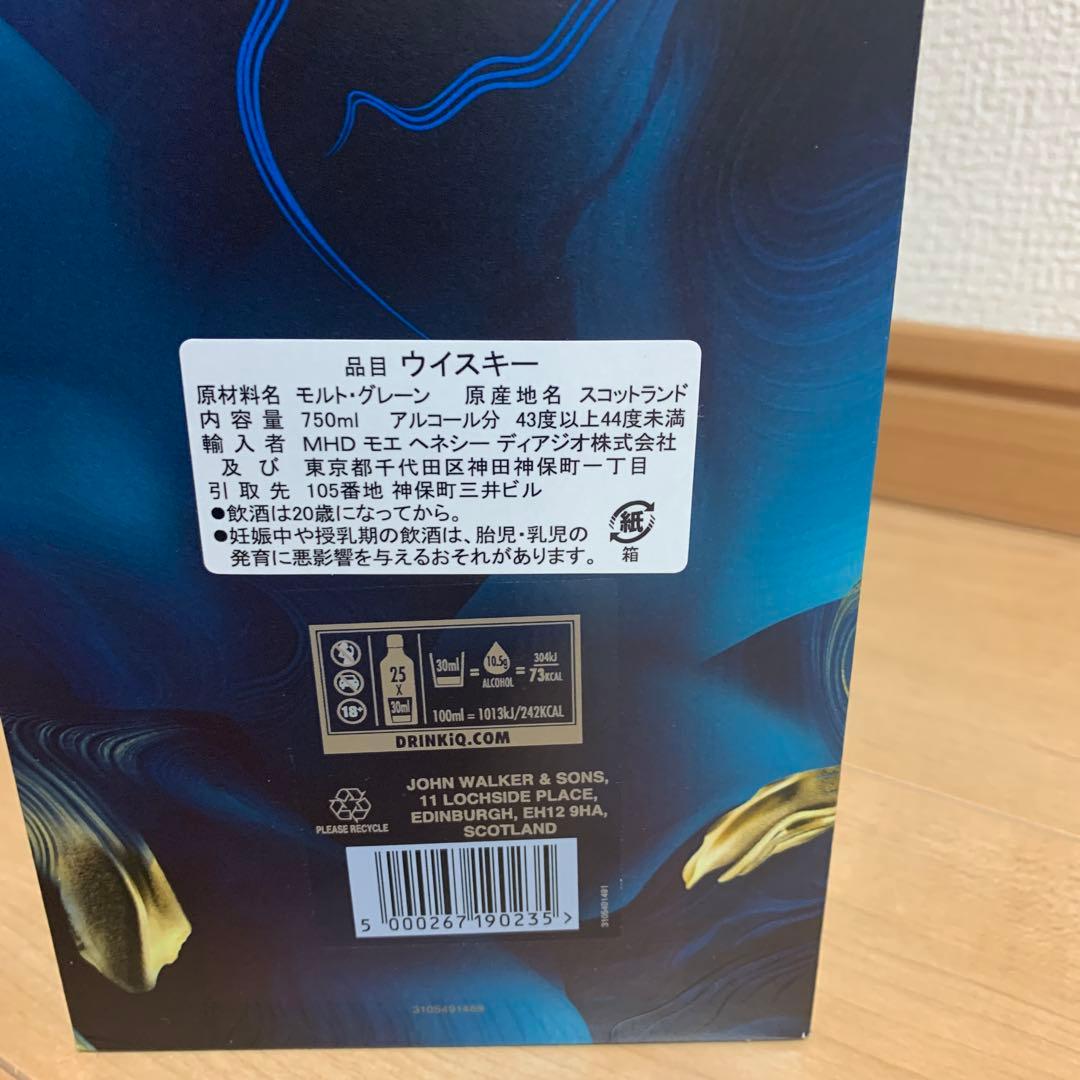 品目 ウイスキー
原材料名 モルト・グレーン 原産地名 スコットランド
内容量 750ml アルコール分 43度以上44度未満
輸入者 MHD モエ ヘネシー ディアジオ株式会社
及び 東京都千代田区神田神保町一丁目
引取先 105番地 神保町三井ビル
●飲酒は20歳になってから。
●妊娠中や授乳期の飲酒は、胎児・乳児の
発育に悪影響を与えるおそれがあります。
紙
箱
25
X
30ml
18+
30ml = 10.5g ALCOHOL = 304kJ/73KCAL
100ml = 1013kJ/242KCAL
DRINKiQ.COM
PLEASE RECYCLE
JOHN WALKER & SONS,
11 LOCHSIDE PLACE,
EDINBURGH, EH12 9HA,
SCOTLAND
5 000267 190235 >
3105491491
3105491489